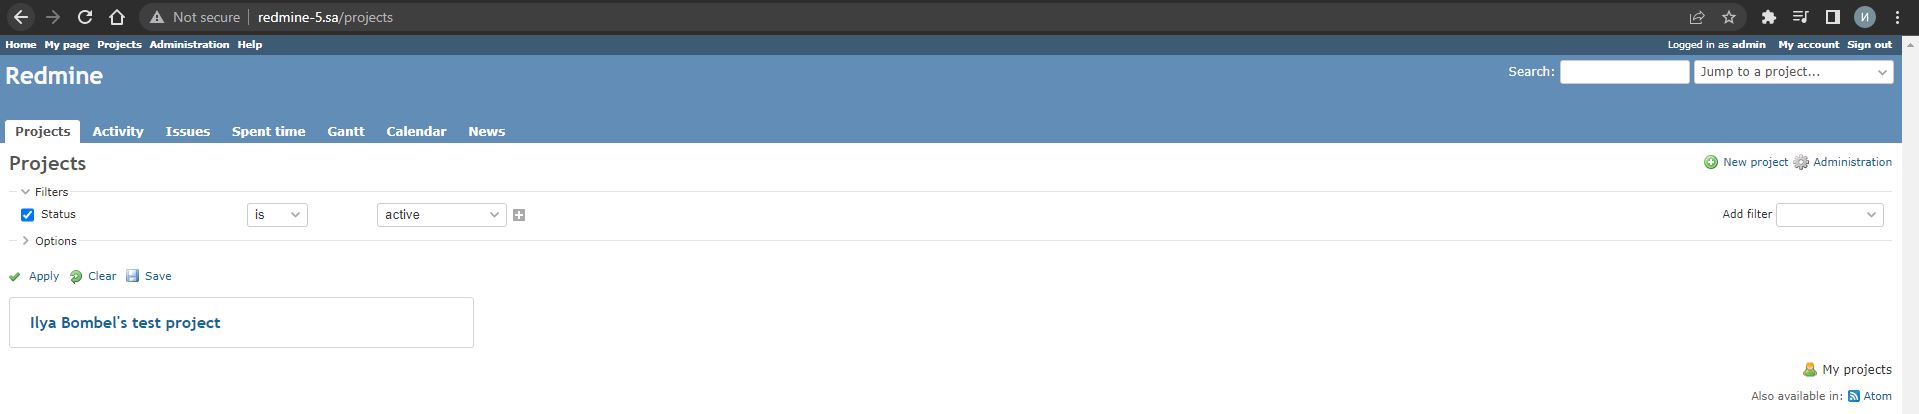 Not secure redmine-5.sa/projects И
Home My page Projects Administration Help Logged in as admin My account Sign out
Redmine Search: Jump to a project...
Projects Activity Issues Spent time Gantt Calendar News
Projects New project Administration
Filters
Status is active Add filter
Options
Apply Clear Save
Ilya Bombel's test project
My projects
Also available in: Atom